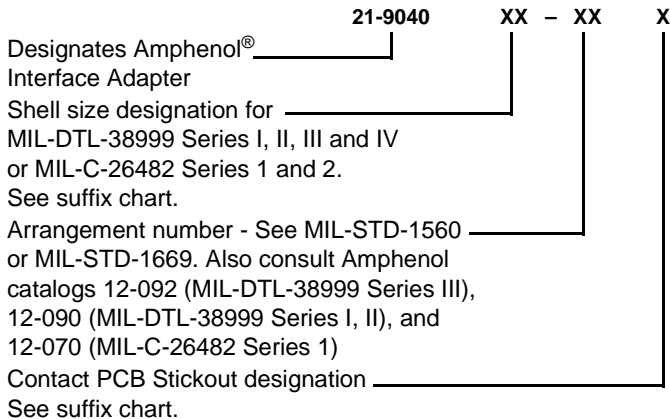 21-9040 XX – XX X
Designates Amphenol®
Interface Adapter
Shell size designation for
MIL-DTL-38999 Series I, II, III and IV
or MIL-C-26482 Series 1 and 2.
See suffix chart.
Arrangement number - See MIL-STD-1560
or MIL-STD-1669. Also consult Amphenol
catalogs 12-092 (MIL-DTL-38999 Series III),
12-090 (MIL-DTL-38999 Series I, II), and
12-070 (MIL-C-26482 Series 1)
Contact PCB Stickout designation
See suffix chart.